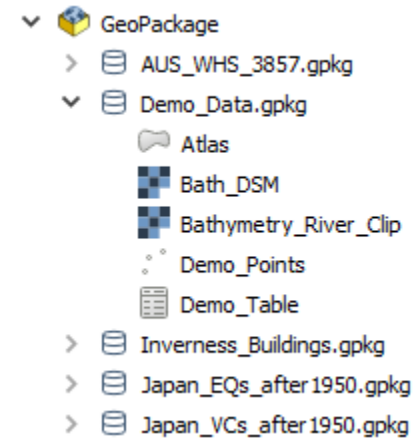 GeoPackage
AUS_WHS_3857.gpkg
Demo_Data.gpkg
Atlas
Bath_DSM
Bathymetry_River_Clip
Demo_Points
Demo_Table
Inverness_Buildings.gpkg
Japan_EQs_after1950.gpkg
Japan_VCs_after1950.gpkg